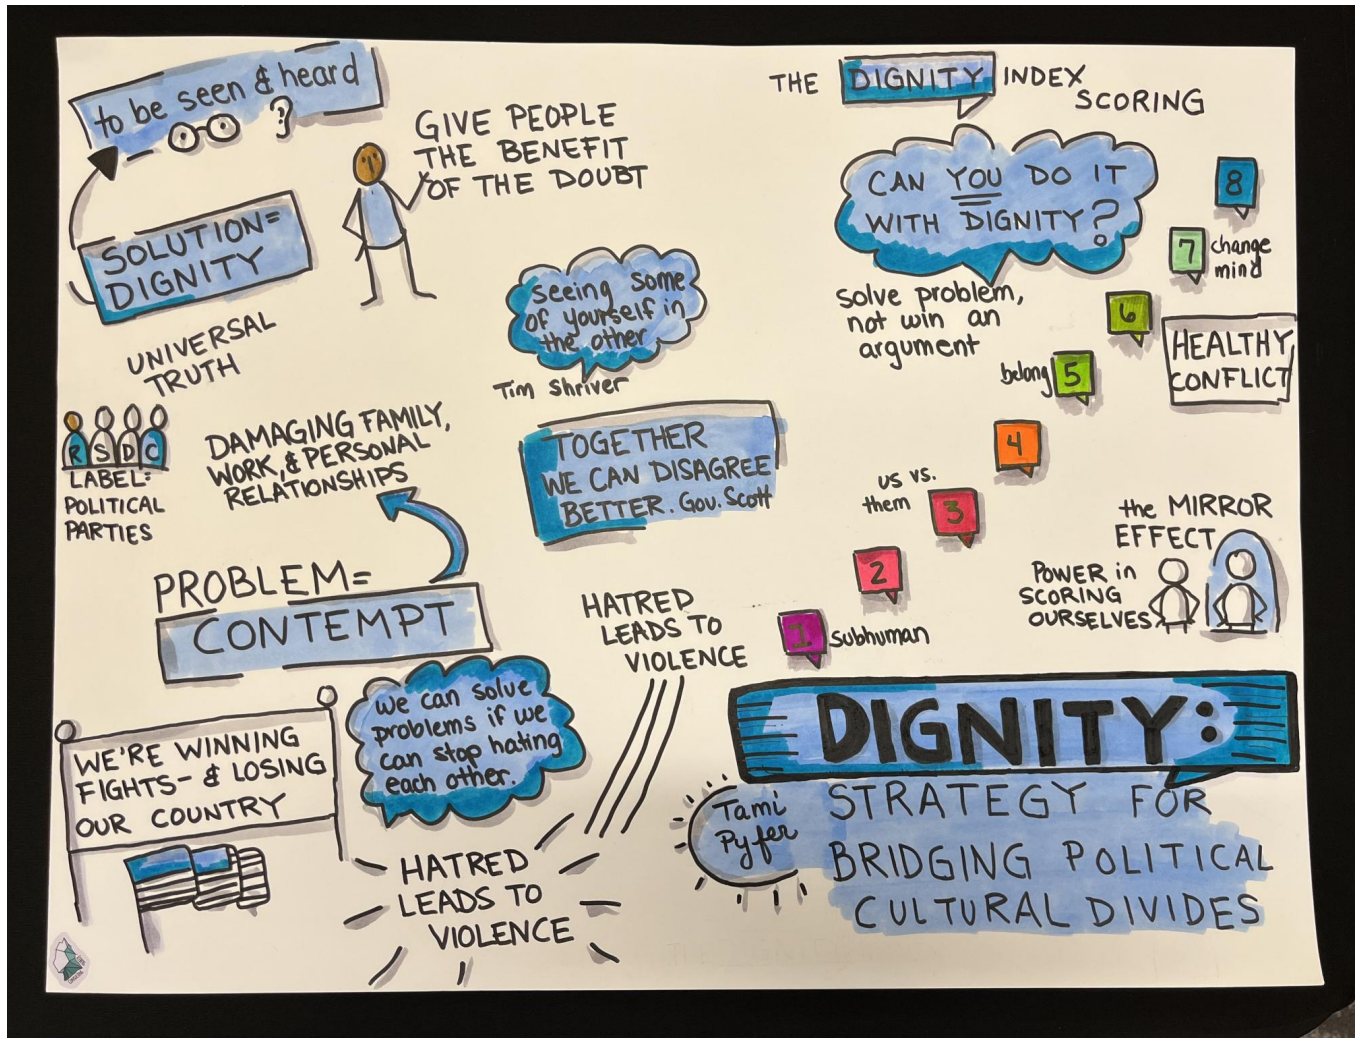 to be seen & heard
SOLUTION=
DIGNITY
UNIVERSAL
TRUTH
GIVE PEOPLE
THE BENEFIT
OF THE DOUBT
seeing some
of yourself in
the other
Tim Shriver
R S D C
LABEL:
POLITICAL
PARTIES
DAMAGING FAMILY,
WORK, & PERSONAL
RELATIONSHIPS
TOGETHER
WE CAN DISAGREE
BETTER. Gov. Scott
PROBLEM=
CONTEMPT
WE'RE WINNING
FIGHTS- & LOSING
OUR COUNTRY
we can solve
problems if we
can stop hating
each other.
HATRED
LEADS TO
VIOLENCE
HATRED
LEADS TO
VIOLENCE
THE DIGNITY INDEX
SCORING
CAN YOU DO IT
WITH DIGNITY?
solve problem,
not win an
argument
8
7 change
mind
6
HEALTHY
CONFLICT
belong 5
4
us vs.
them 3
2
1 subhuman
the MIRROR
EFFECT
POWER in
SCORING
OURSELVES
DIGNITY:
Tami
Pyfer
STRATEGY FOR
BRIDGING POLITICAL
CULTURAL DIVIDES